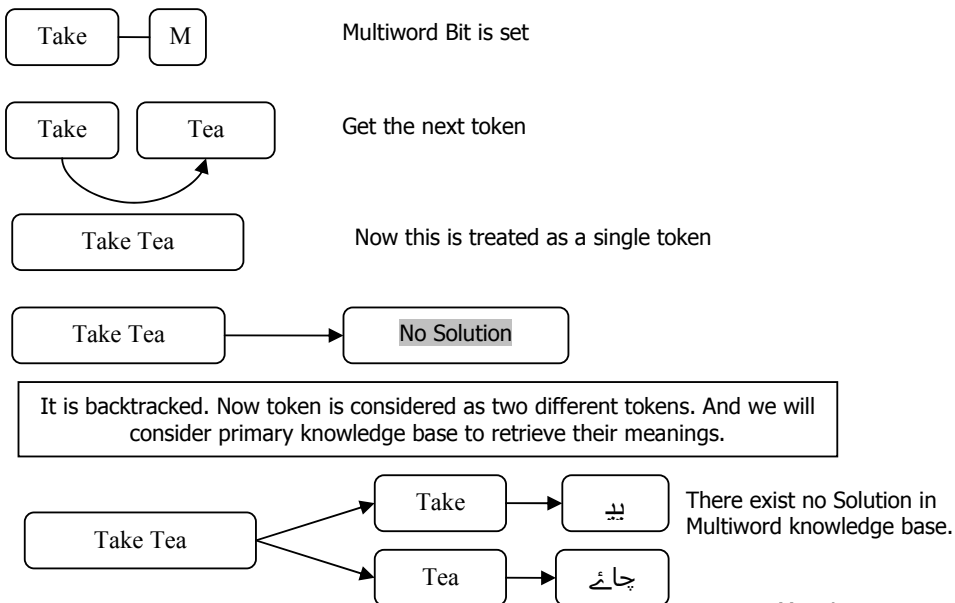 Take M Multiword Bit is set
Take Tea Get the next token
Take Tea Now this is treated as a single token
Take Tea No Solution
It is backtracked. Now token is considered as two different tokens. And we will
consider primary knowledge base to retrieve their meanings.
Take There exist no Solution in
Multiword knowledge base.
Take Tea
Tea چاۓ